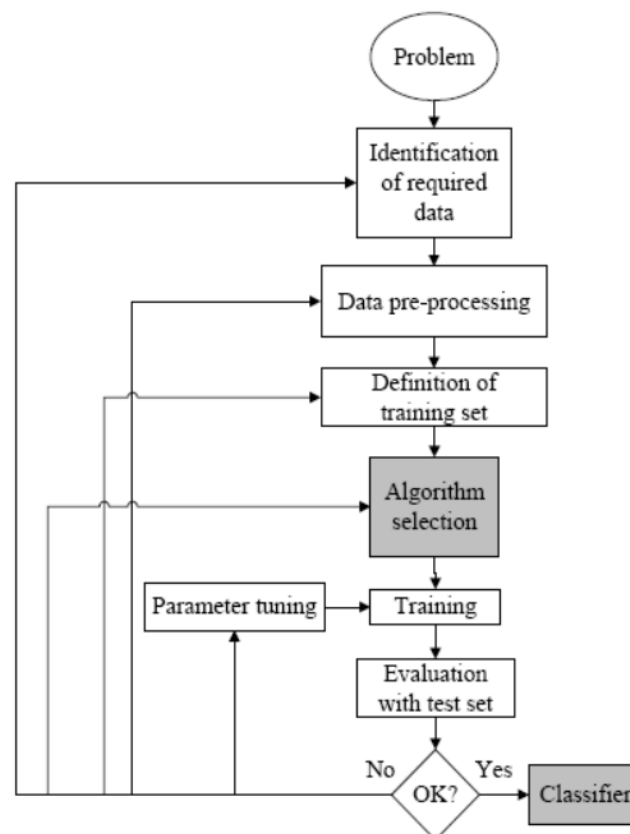 Problem
Identification
of required
data
Data pre-processing
Definition of
training set
Algorithm
selection
Parameter tuning
Training
Evaluation
with test set
No
OK?
Yes
Classifier